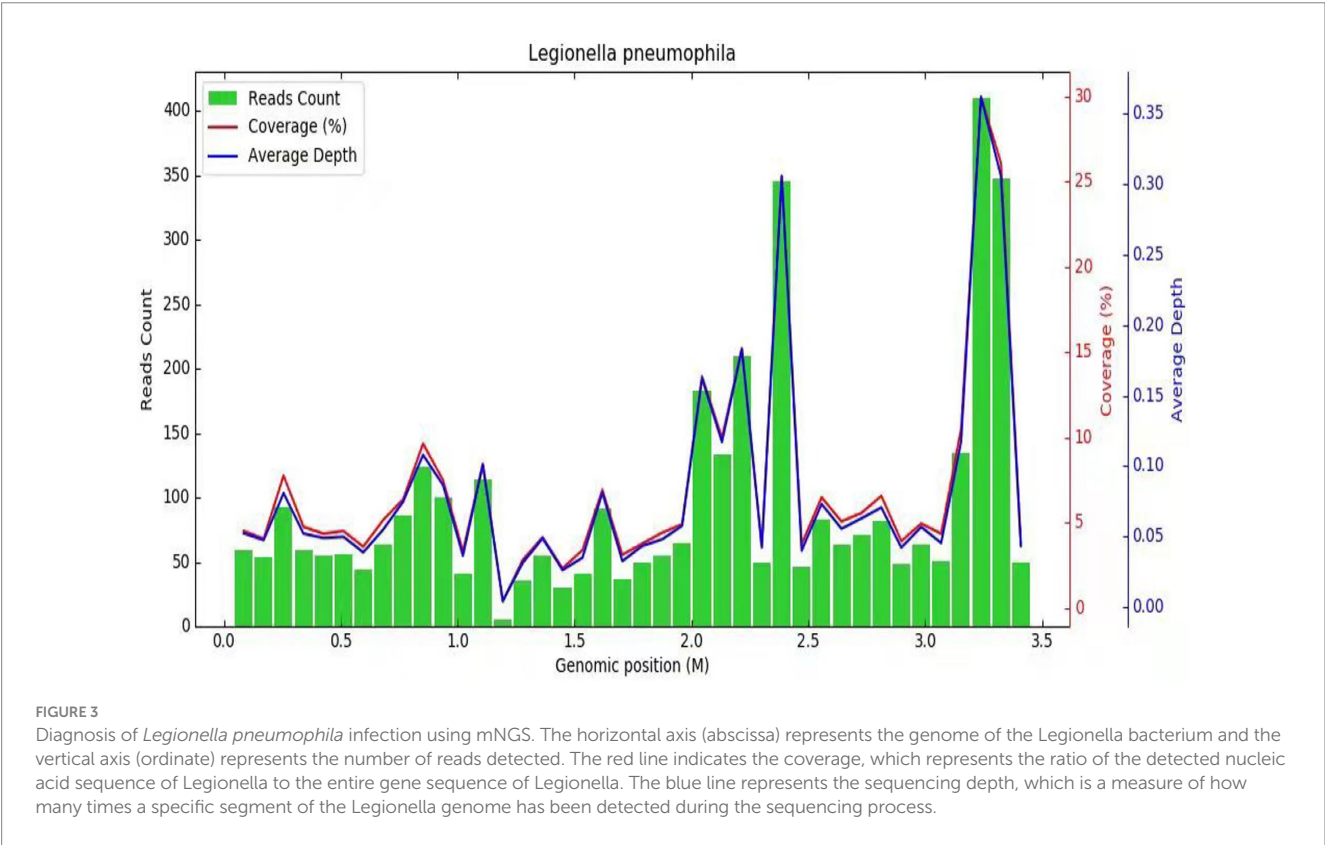 Legionella pneumophila
Reads Count
Coverage (%)
Average Depth
400
350
300
250
200
150
100
50
0
Reads Count
30
25
20
15
10
5
0
Coverage (%)
0.35
0.30
0.25
0.20
0.15
0.10
0.05
0.00
Average Depth
0.0 0.5 1.0 1.5 2.0 2.5 3.0 3.5
Genomic position (M)
FIGURE 3
Diagnosis of Legionella pneumophila infection using mNGS. The horizontal axis (abscissa) represents the genome of the Legionella bacterium and the
vertical axis (ordinate) represents the number of reads detected. The red line indicates the coverage, which represents the ratio of the detected nucleic
acid sequence of Legionella to the entire gene sequence of Legionella. The blue line represents the sequencing depth, which is a measure of how
many times a specific segment of the Legionella genome has been detected during the sequencing process.